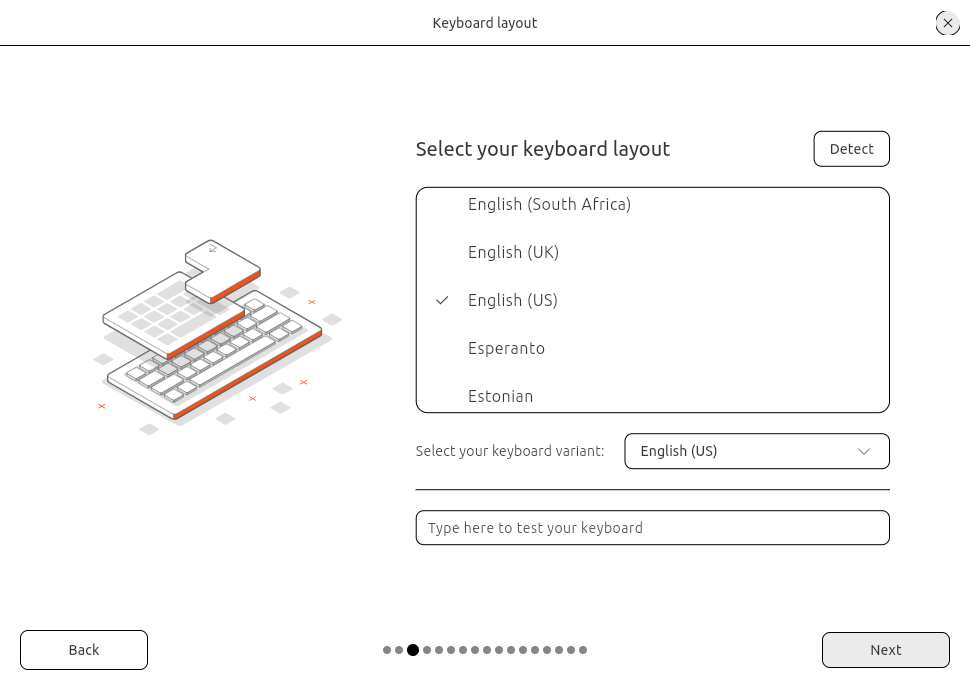 Keyboard layout
Select your keyboard layout
Detect
English (South Africa)
English (UK)
English (US)
Esperanto
Estonian
Select your keyboard variant:
English (US)
Type here to test your keyboard
Back
Next